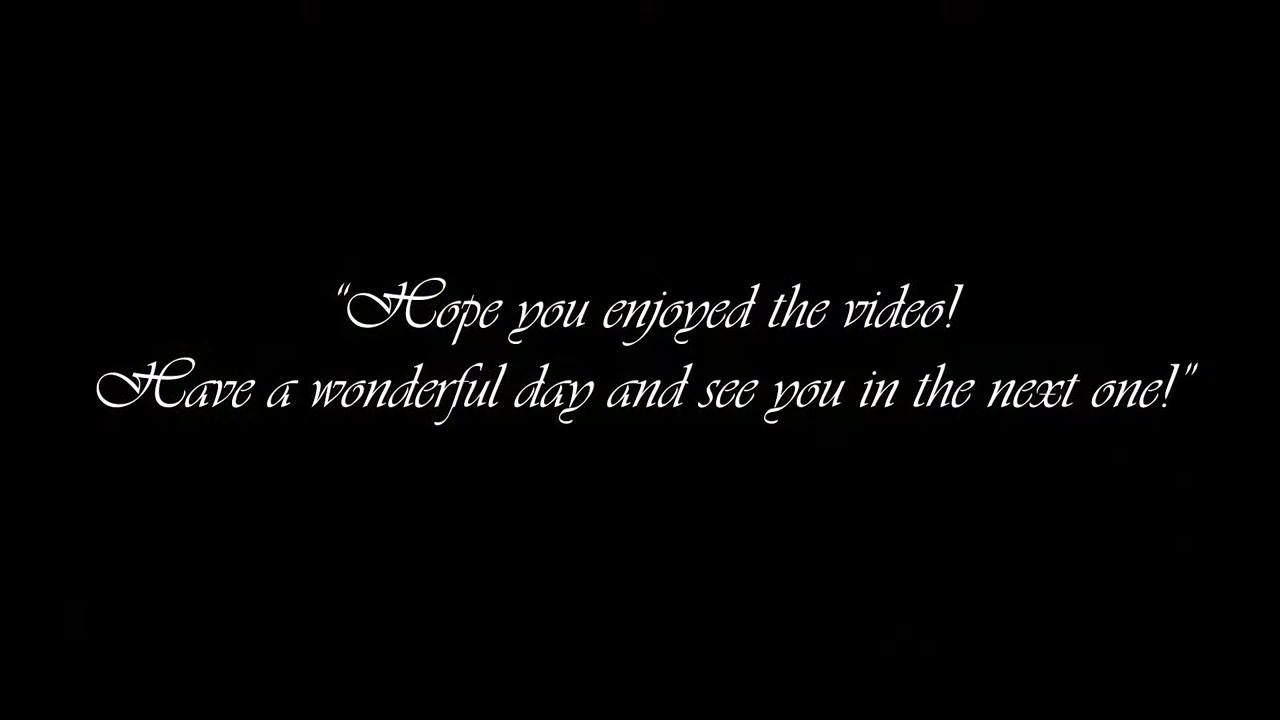 “Hope you enjoyed the video!
Have a wonderful day and see you in the next one!”